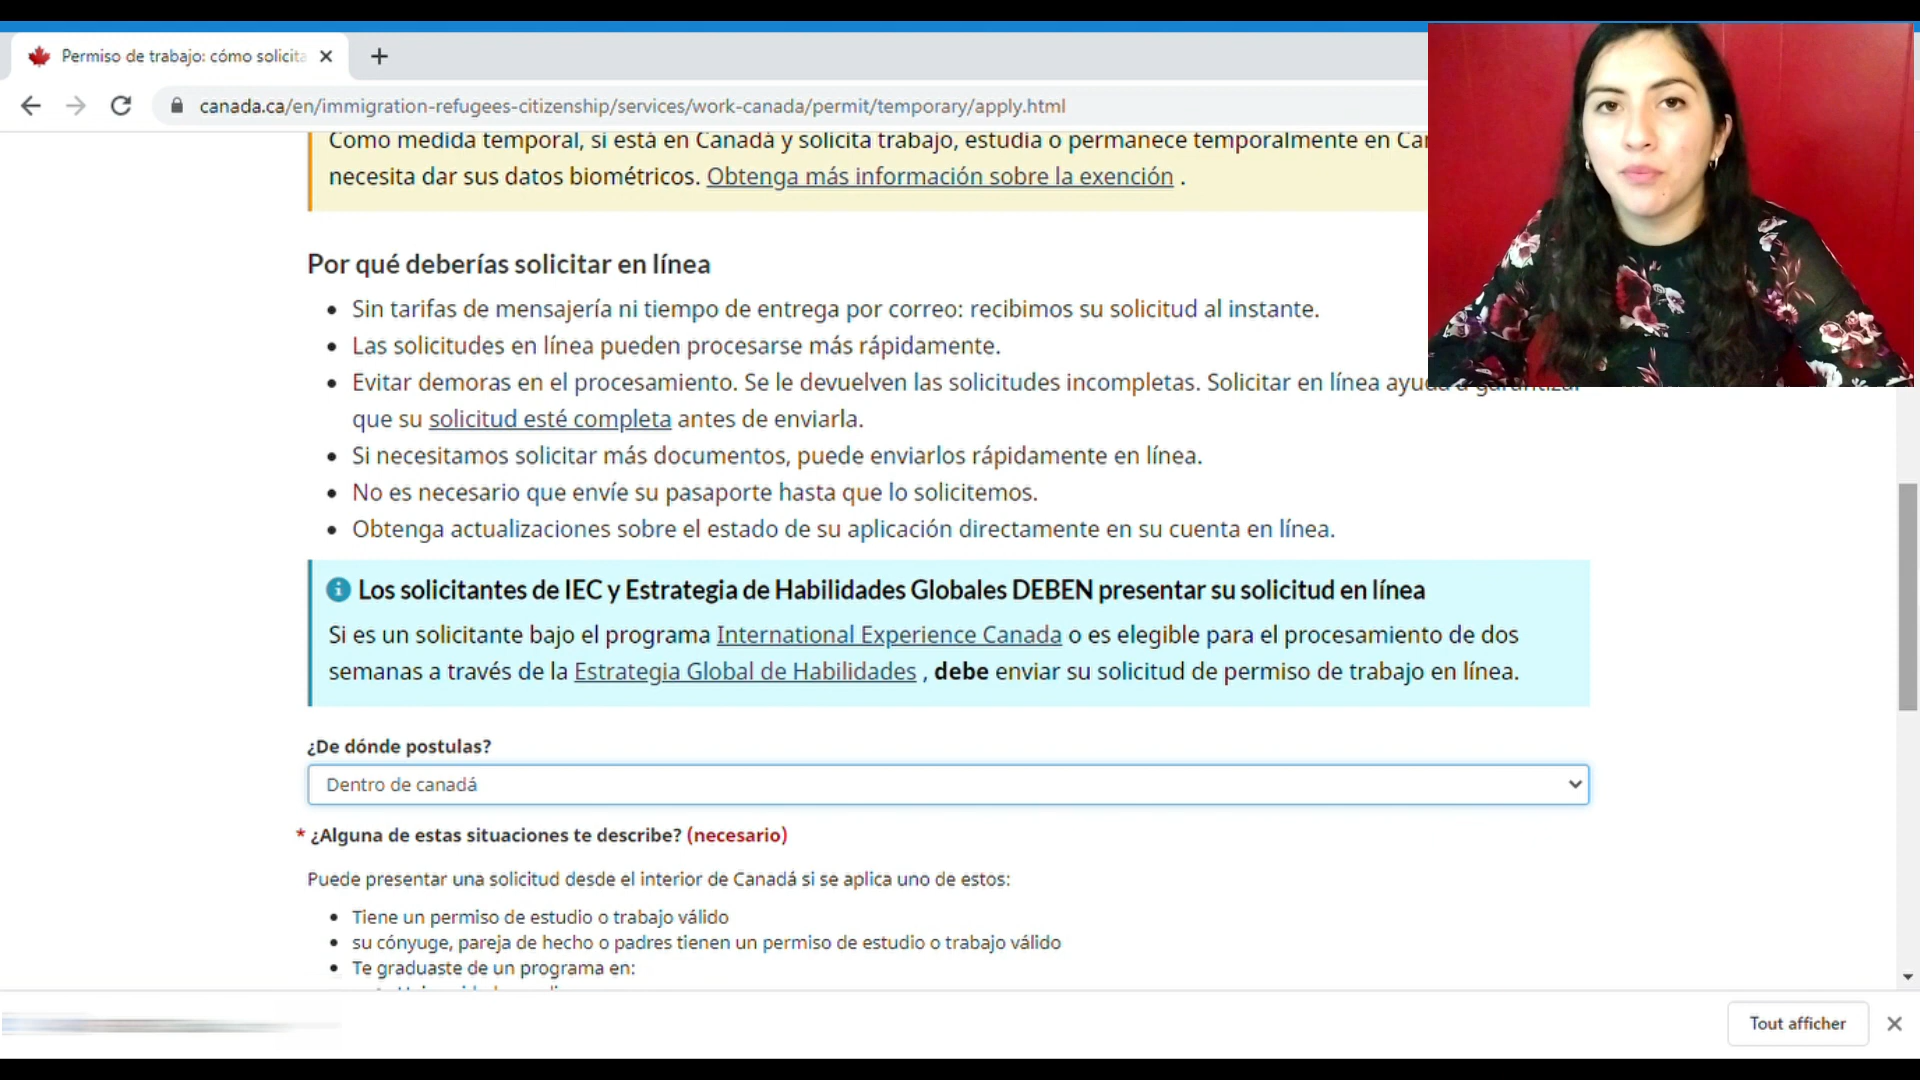 Permiso de trabajo: cómo solicita
canada.ca/en/immigration-refugees-citizenship/services/work-canada/permit/temporary/apply.html
Como medida temporal, si está en Canadá y solicita trabajo, estudia o permanece temporalmente en
necesita dar sus datos biométricos. Obtenga más información sobre la exención .
Por qué deberías solicitar en línea
• Sin tarifas de mensajería ni tiempo de entrega por correo: recibimos su solicitud al instante.
• Las solicitudes en línea pueden procesarse más rápidamente.
• Evitar demoras en el procesamiento. Se le devuelven las solicitudes incompletas. Solicitar en línea ayuda a garantizar
que su solicitud esté completa antes de enviarla.
• Si necesitamos solicitar más documentos, puede enviarlos rápidamente en línea.
• No es necesario que envíe su pasaporte hasta que lo solicitemos.
• Obtenga actualizaciones sobre el estado de su aplicación directamente en su cuenta en línea.
Los solicitantes de IEC y Estrategia de Habilidades Globales DEBEN presentar su solicitud en línea
Si es un solicitante bajo el programa International Experience Canada o es elegible para el procesamiento de dos
semanas a través de la Estrategia Global de Habilidades , debe enviar su solicitud de permiso de trabajo en línea.
¿De dónde postulas?
Dentro de canadá
* ¿Alguna de estas situaciones te describe? (necesario)
Puede presentar una solicitud desde el interior de Canadá si se aplica uno de estos:
• Tiene un permiso de estudio o trabajo válido
• su cónyuge, pareja de hecho o padres tienen un permiso de estudio o trabajo válido
• Te graduaste de un programa en:
Tout afficher